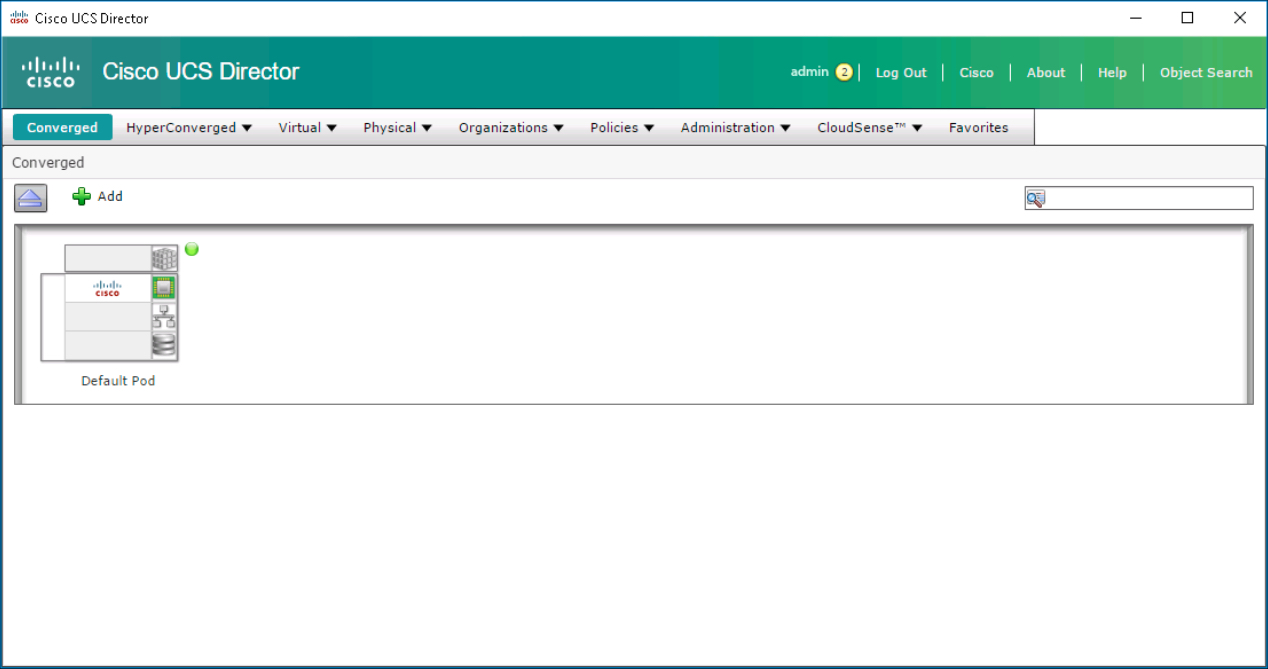 Cisco UCS Director
CISCO Cisco UCS Director admin 2 Log Out Cisco About Help Object Search
Converged HyperConverged Virtual Physical Organizations Policies Administration CloudSense™ Favorites
Converged
Add
CISCO
Default Pod